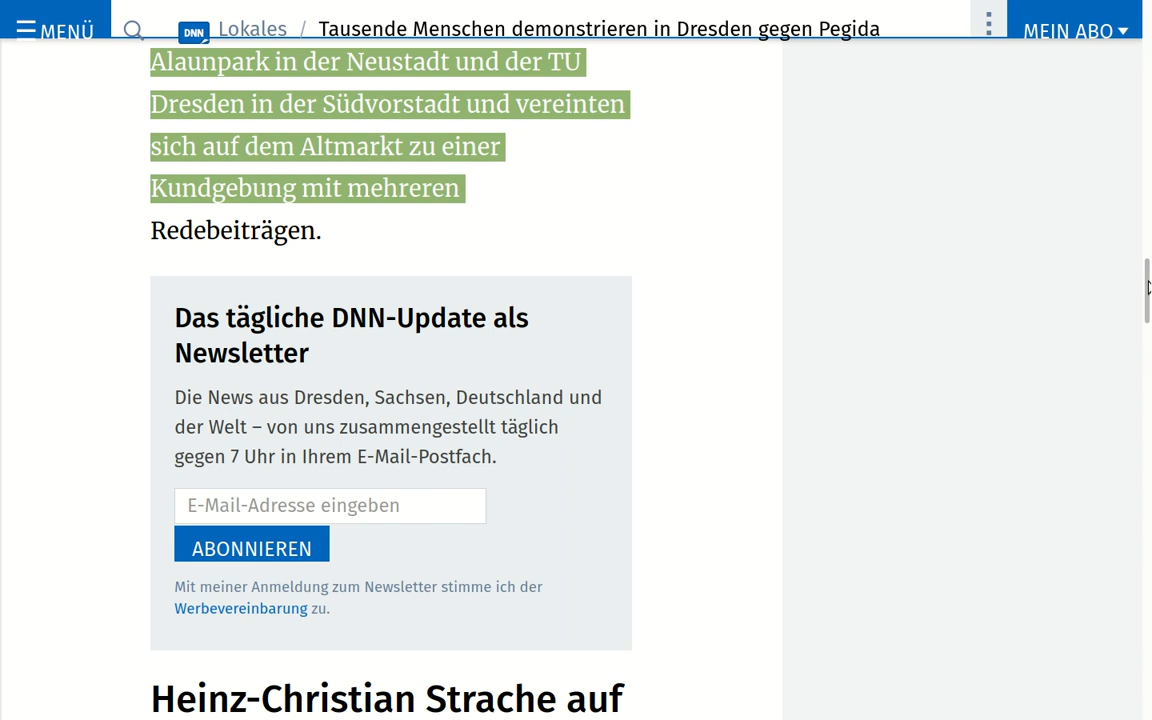 MENÜ
DNN Lokales / Tausende Menschen demonstrieren in Dresden gegen Pegida
MEIN ABO
Alaunpark in der Neustadt und der TU
Dresden in der Südvorstadt und vereinten
sich auf dem Altmarkt zu einer
Kundgebung mit mehreren
Redebeiträgen.
Das tägliche DNN-Update als
Newsletter
Die News aus Dresden, Sachsen, Deutschland und
der Welt – von uns zusammengestellt täglich
gegen 7 Uhr in Ihrem E-Mail-Postfach.
E-Mail-Adresse eingeben
ABONNIEREN
Mit meiner Anmeldung zum Newsletter stimme ich der
Werbevereinbarung zu.
Heinz-Christian Strache auf